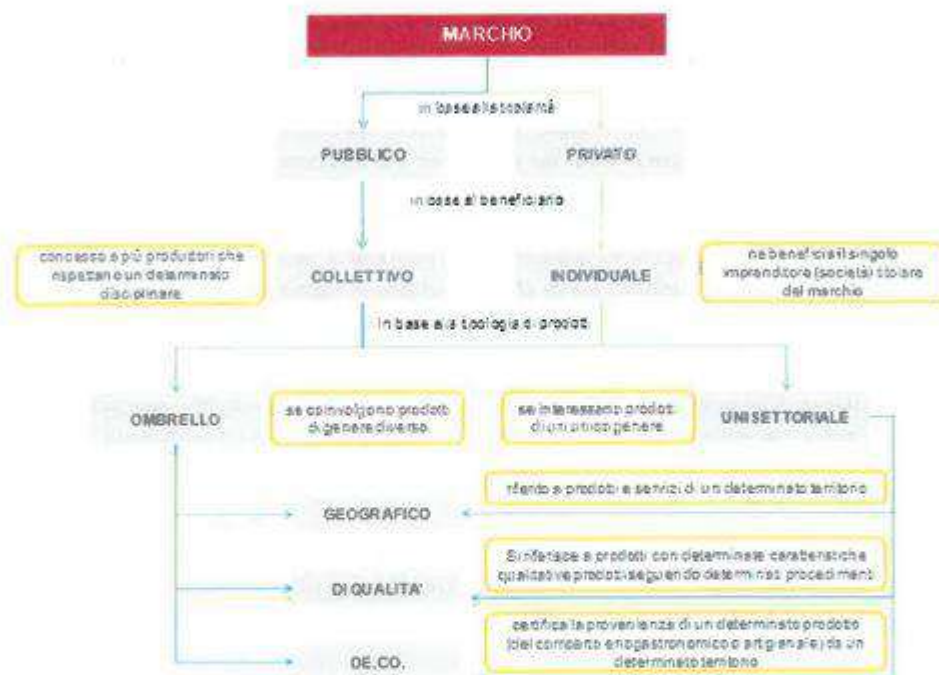 MARCHIO
in base alla titolarità
PUBBLICO
PRIVATO
in base al beneficiario
concesso a più produttori che
rispettano un determinato
disciplinare
COLLETTIVO
INDIVIDUALE
ne beneficia il singolo
imprenditore (società) titolare
del marchio
in base alla tipologia di prodotti
OMBRELLO
se coinvolgono prodotti
di genere diverso
se interessano prodotti
di un unico genere
UNISETTORIALE
riferito a prodotti e servizi di un determinato territorio
GEOGRAFICO
Si riferisce a prodotti con determinate caratteristiche
qualitative prodotti seguendo determinati procedimenti
DI QUALITA'
certifica la provenienza di un determinato prodotto
(del comparto enogastronomico o artigianale) da un
determinato territorio
DE.CO.